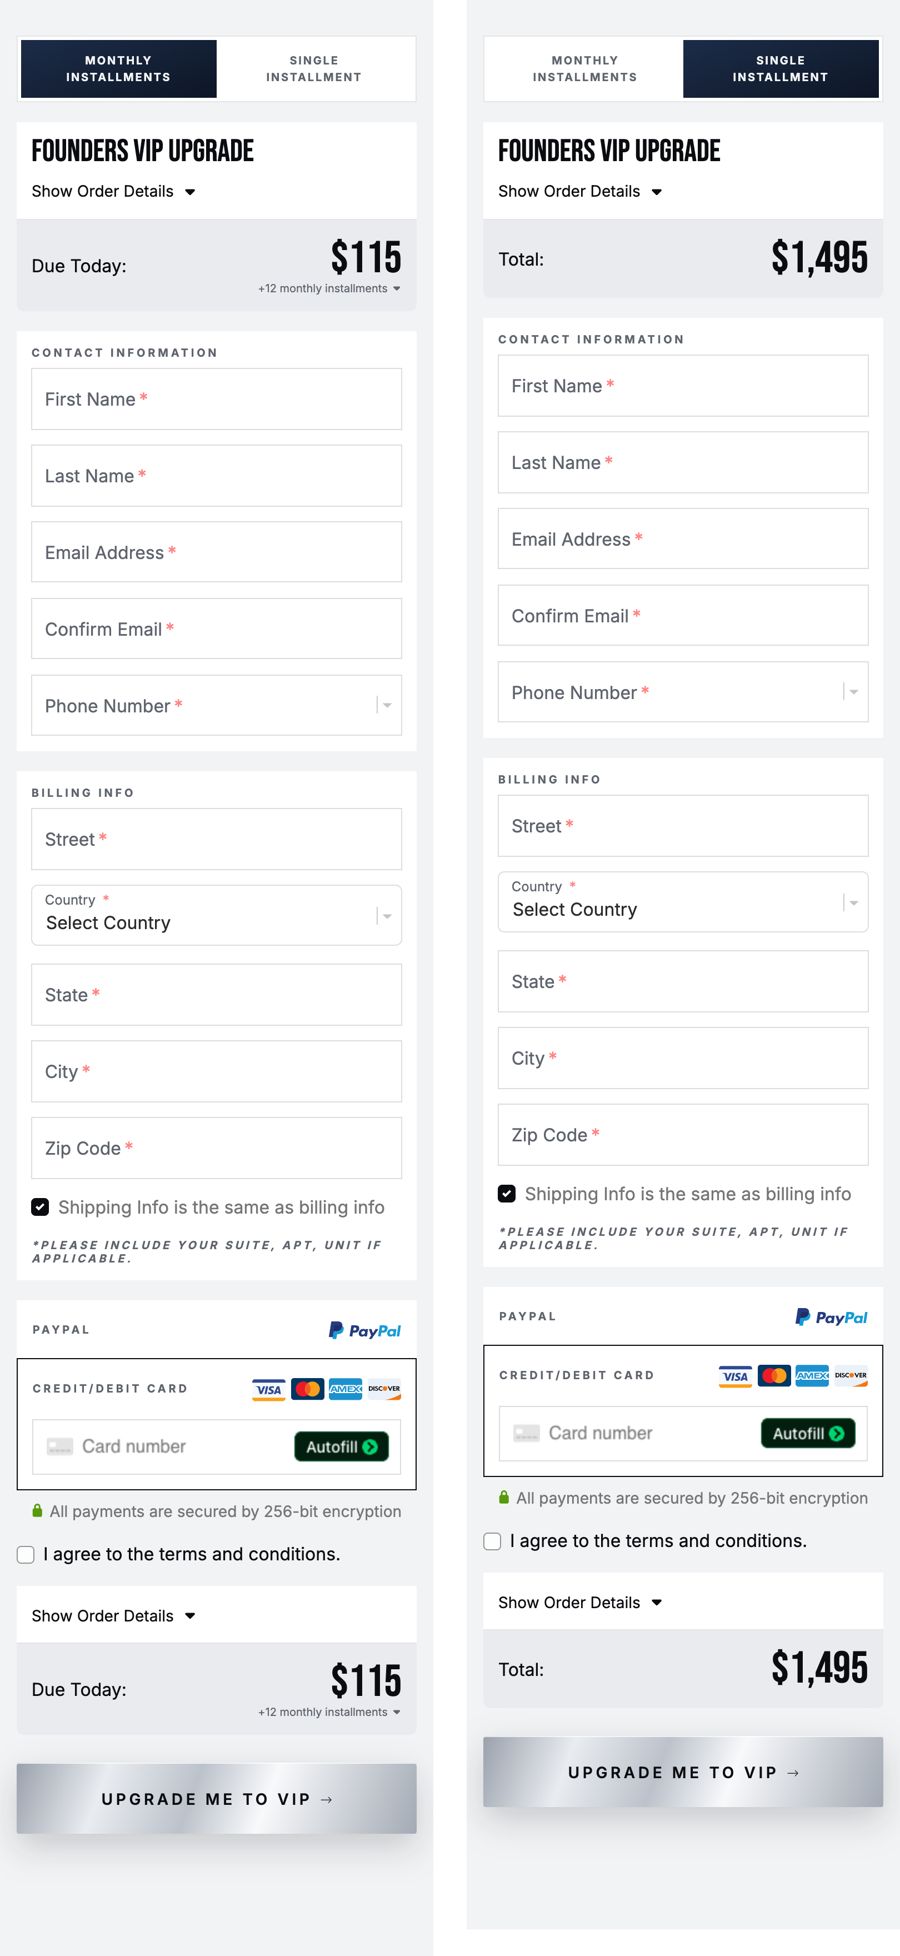 MONTHLY
INSTALLMENTS
SINGLE
INSTALLMENT
FOUNDERS VIP UPGRADE
Show Order Details
Due Today:
$115
+12 monthly installments
CONTACT INFORMATION
First Name *
Last Name *
Email Address *
Confirm Email *
Phone Number *
BILLING INFO
Street *
Country *
Select Country
State *
City *
Zip Code *
Shipping Info is the same as billing info
*PLEASE INCLUDE YOUR SUITE, APT, UNIT IF
APPLICABLE.
PAYPAL
PayPal
CREDIT/DEBIT CARD
VISA
AMEX
DISCOVER
Card number
Autofill
All payments are secured by 256-bit encryption
I agree to the terms and conditions.
Show Order Details
Due Today:
$115
+12 monthly installments
UPGRADE ME TO VIP →
MONTHLY
INSTALLMENTS
SINGLE
INSTALLMENT
FOUNDERS VIP UPGRADE
Show Order Details
Total:
$1,495
CONTACT INFORMATION
First Name *
Last Name *
Email Address *
Confirm Email *
Phone Number *
BILLING INFO
Street *
Country *
Select Country
State *
City *
Zip Code *
Shipping Info is the same as billing info
*PLEASE INCLUDE YOUR SUITE, APT, UNIT IF
APPLICABLE.
PAYPAL
PayPal
CREDIT/DEBIT CARD
VISA
AMEX
DISCOVER
Card number
Autofill
All payments are secured by 256-bit encryption
I agree to the terms and conditions.
Show Order Details
Total:
$1,495
UPGRADE ME TO VIP →